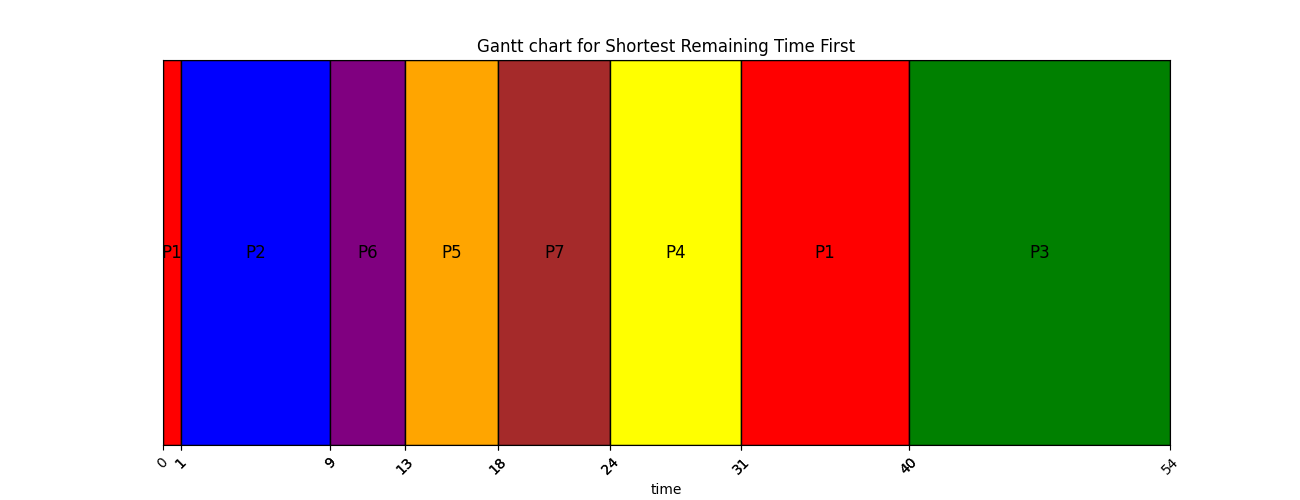 Gantt chart for Shortest Remaining Time First
P1 P2 P6 P5 P7 P4 P1 P3
0 1 9 13 18 24 31 40 54
time